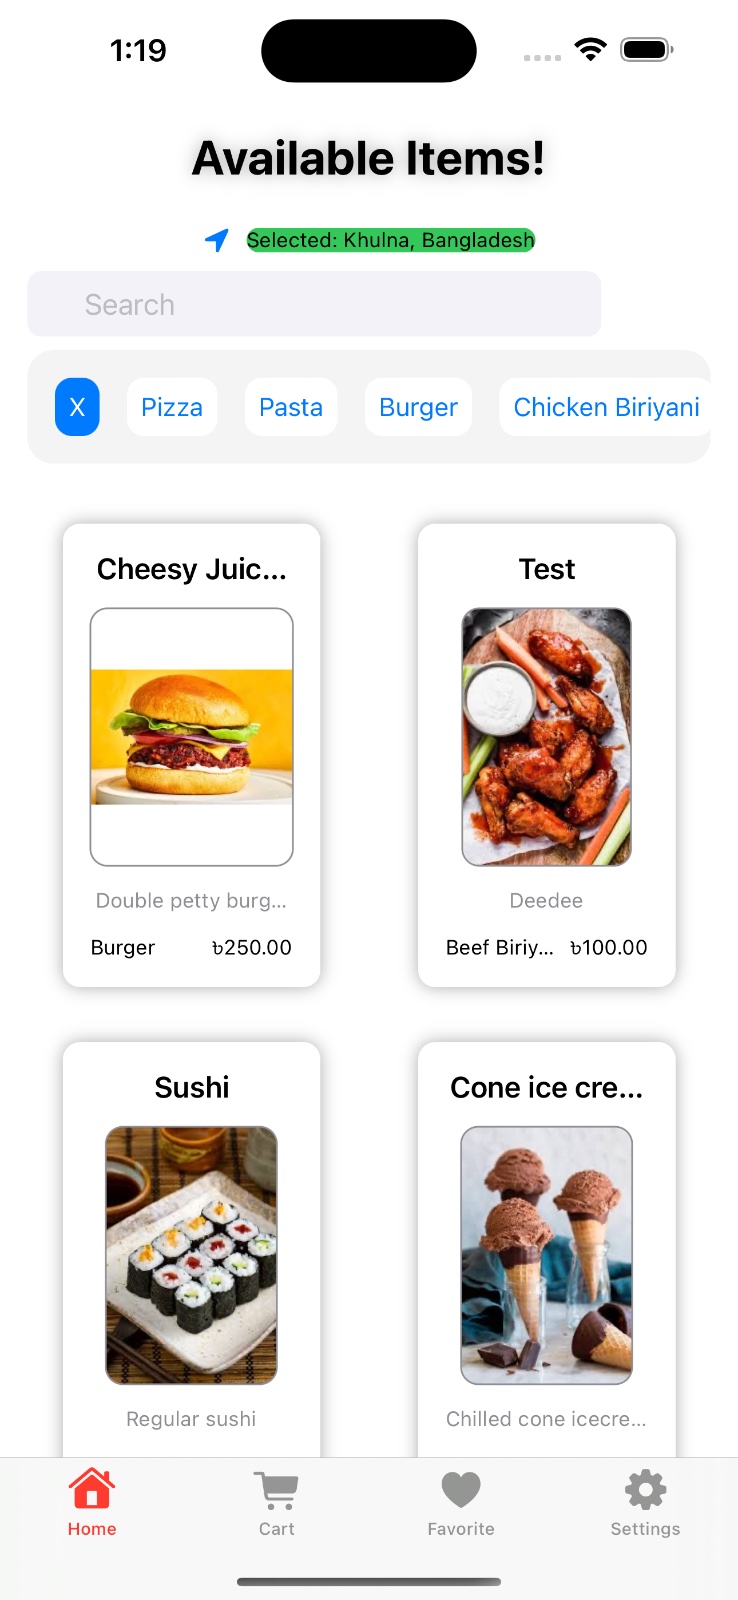 1:19
Available Items!
Selected: Khulna, Bangladesh
Search
X Pizza Pasta Burger Chicken Biriyani
Cheesy Juic... Test
Double petty burg... Deedee
Burger ৳250.00 Beef Biriy... ৳100.00
Sushi Cone ice cre...
Regular sushi Chilled cone icecre...
Home Cart Favorite Settings